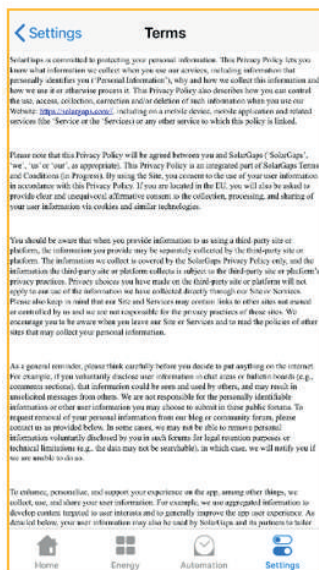 Settings
Terms
SolarGaps is committed to protecting your personal information. This Privacy Policy lets you
know what information we collect when you use our services, including information that
personally identifies you ("Personal Information"), why and how we collect this information and
how we use it or otherwise process it. This Privacy Policy also describes how you can control
the use, access, collection, correction and/or deletion of such information when you use our
Website: https://solargaps.com/, including on a mobile device, mobile application and related
services (the 'Service or the 'Services) or any other service to which this policy is linked.
Please note that this Privacy Policy will be agreed between you and SolarGaps ('SolarGaps',
'we', 'us' or 'our', as appropriate). This Privacy Policy is an integrated part of SolarGaps Terms
and Conditions (in Progress). By using the Site, you consent to the use of your user information
in accordance with this Privacy Policy. If you are located in the EU, you will also be asked to
provide clear and unequivocal affirmative consent to the collection, processing, and sharing of
your user information via cookies and similar technologies.
You should be aware that when you provide information to us using a third-party site or
platform, the information you provide may be separately collected by the third-party site or
platform. The information we collect is covered by the SolarGaps Privacy Policy only, and the
information the third-party site or platform collects is subject to the third-party site or platform's
privacy practices. Privacy choices you have made on the third-party site or platform will not
apply to our use of the information we have collected directly through our Site or Services.
Please also keep in mind that our Site and Services may contain links to other sites not owned
or controlled by us and we are not responsible for the privacy practices of those sites. We
encourage you to be aware when you leave our Site or Services and to read the policies of other
sites that may collect your personal information.
As a general reminder, please think carefully before you decide to put anything on the internet.
For example, if you voluntarily disclose user information in chat areas or bulletin boards (e.g.,
comments sections), that information could be seen and used by others, and may result in
unsolicited messages from others. We are not responsible for the personally identifiable
information or other user information you may choose to submit in these public forums. To
request removal of your personal information from our blog or community forum, please
contact us as provided below. In some cases, we may not be able to remove personal
information voluntarily disclosed by you in such forums for legal retention purposes or
technical limitations (e.g., the data may not be searchable), in which case, we will notify you if
we are unable to do so.
To enhance, personalize, and support your experience on the app, among other things, we
collect, use, and share your user information. For example, we use aggregated information to
develop content targeted to user interests and to generally improve the app user experience. As
detailed below, your user information may also be used by SolarGaps and its partners to tailor
Home
Energy
Automation
Settings